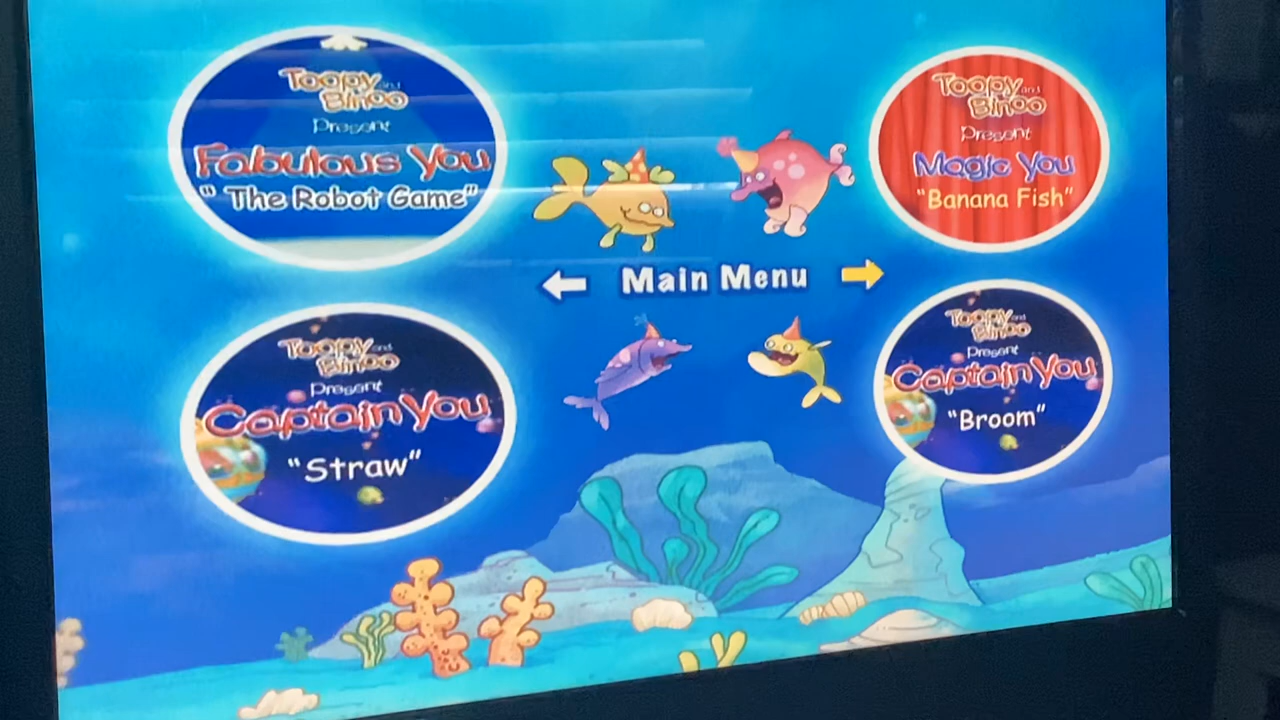 Toopy and
Binoo
Present
Fabulous You
" The Robot Game"
Toopy and
Binoo
Present
Magic You
"Banana Fish"
Main Menu
Toopy and
Binoo
Present
Captain You
"Straw"
Toopy and
Binoo
Present
Captain You
"Broom"